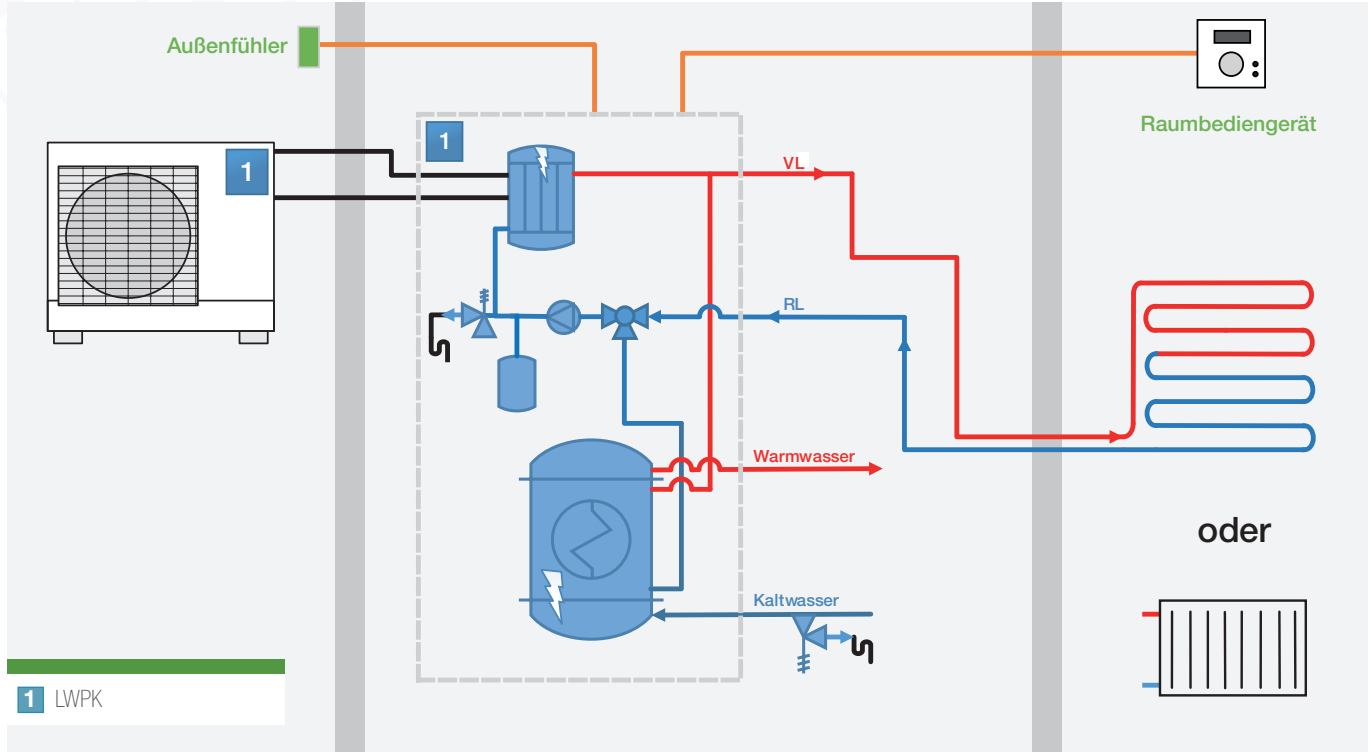 Außenfühler
Raumbediengerät
1
1
VL
RL
Warmwasser
oder
Kaltwasser
1 LWPK